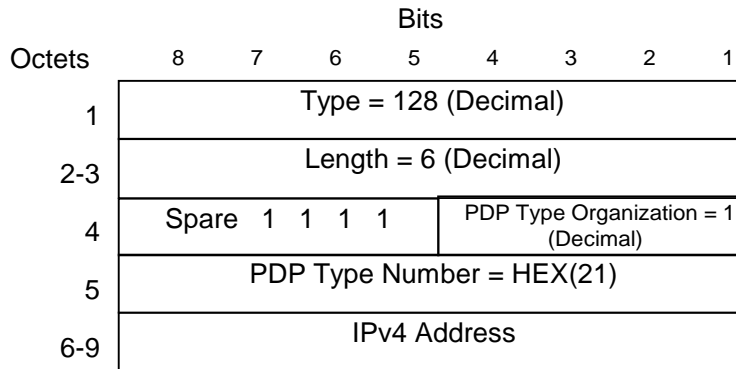 Bits
Octets 8 7 6 5 4 3 2 1
1 Type = 128 (Decimal)
2-3 Length = 6 (Decimal)
4 Spare 1 1 1 1 PDP Type Organization = 1
(Decimal)
5 PDP Type Number = HEX(21)
6-9 IPv4 Address